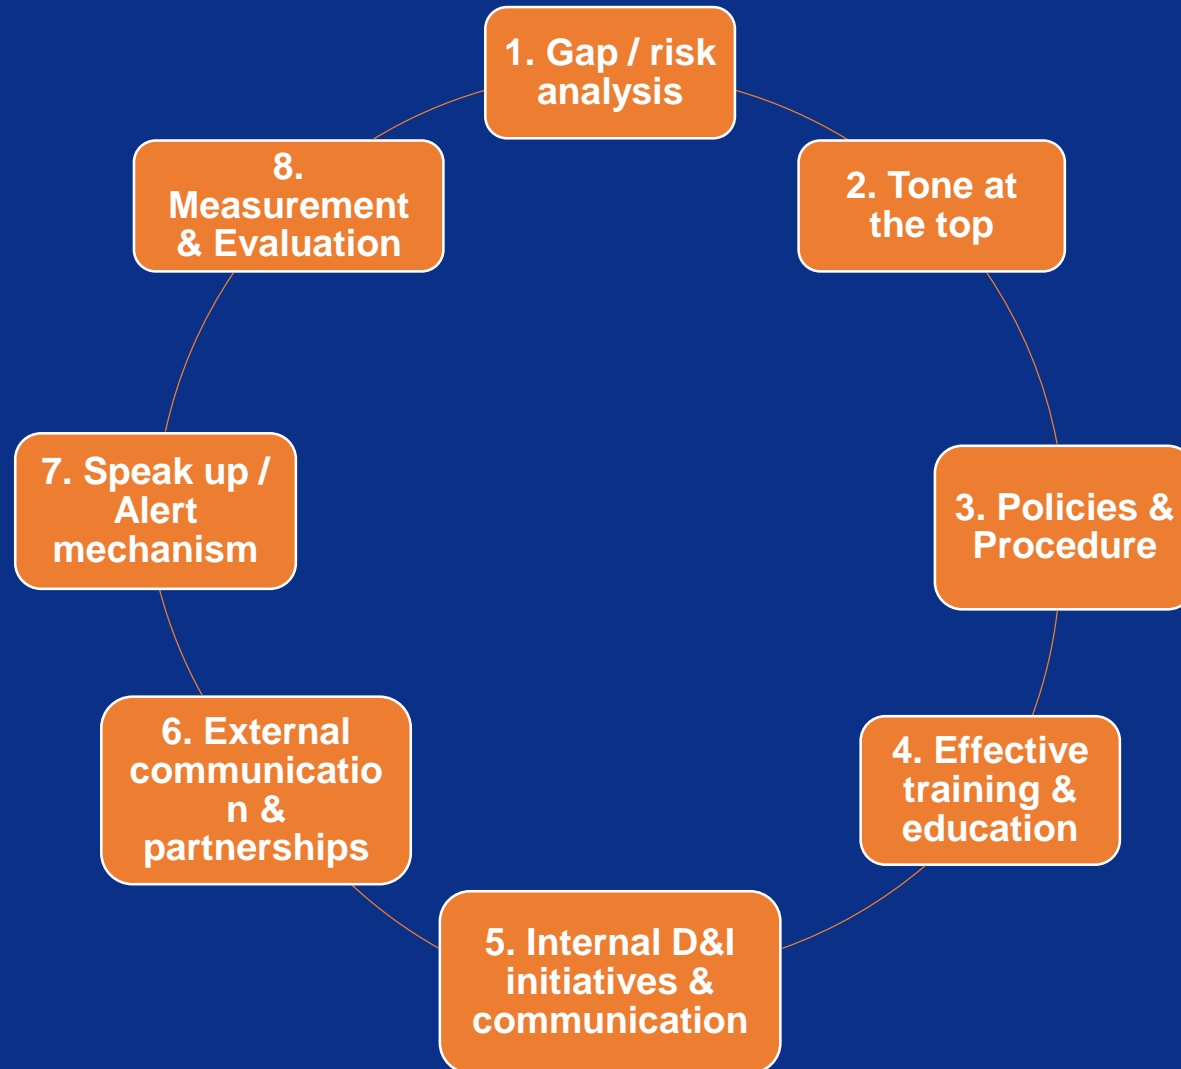 1. Gap / risk
analysis
2. Tone at
the top
3. Policies &
Procedure
4. Effective
training &
education
5. Internal D&I
initiatives &
communication
6. External
communicatio
n &
partnerships
7. Speak up /
Alert
mechanism
8.
Measurement
& Evaluation